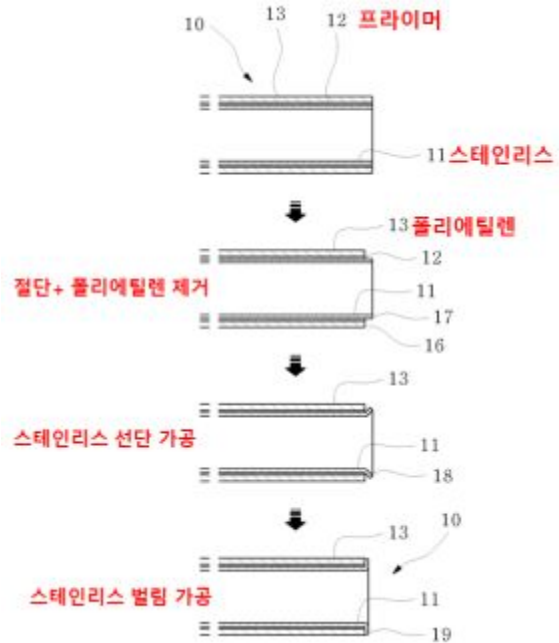 10 13 12 프라이머
11 스테인리스
13 폴리에틸렌
12
절단+ 폴리에틸렌 제거
11
17
16
13
스테인리스 선단 가공
11
18
13 10
스테인리스 벌림 가공
11
19